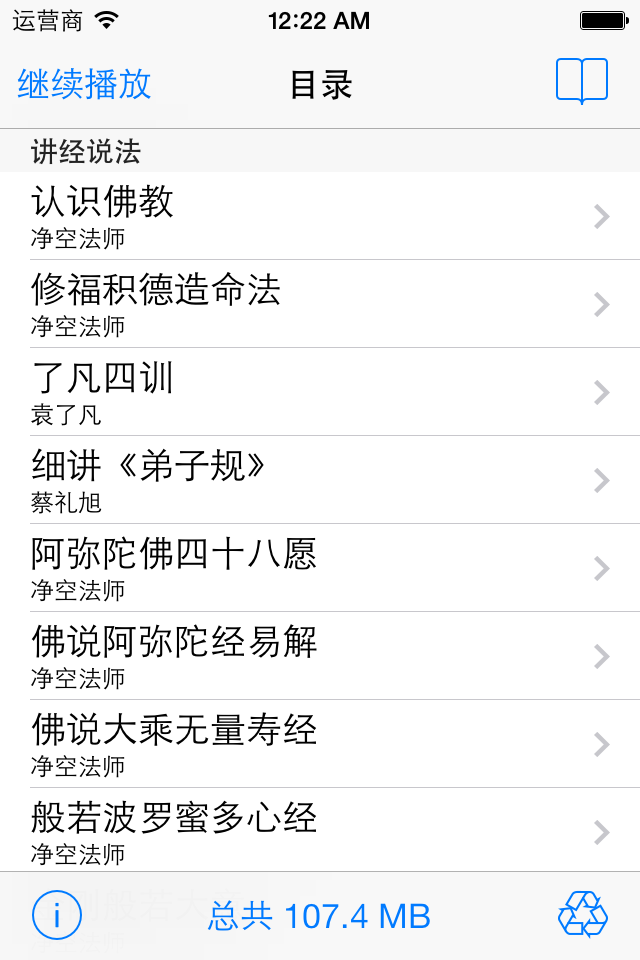 运营商 12:22 AM
继续播放 目录
讲经说法
认识佛教
净空法师
修福积德造命法
净空法师
了凡四训
袁了凡
细讲《弟子规》
蔡礼旭
阿弥陀佛四十八愿
净空法师
佛说阿弥陀经易解
净空法师
佛说大乘无量寿经
净空法师
般若波罗蜜多心经
净空法师
总共 107.4 MB